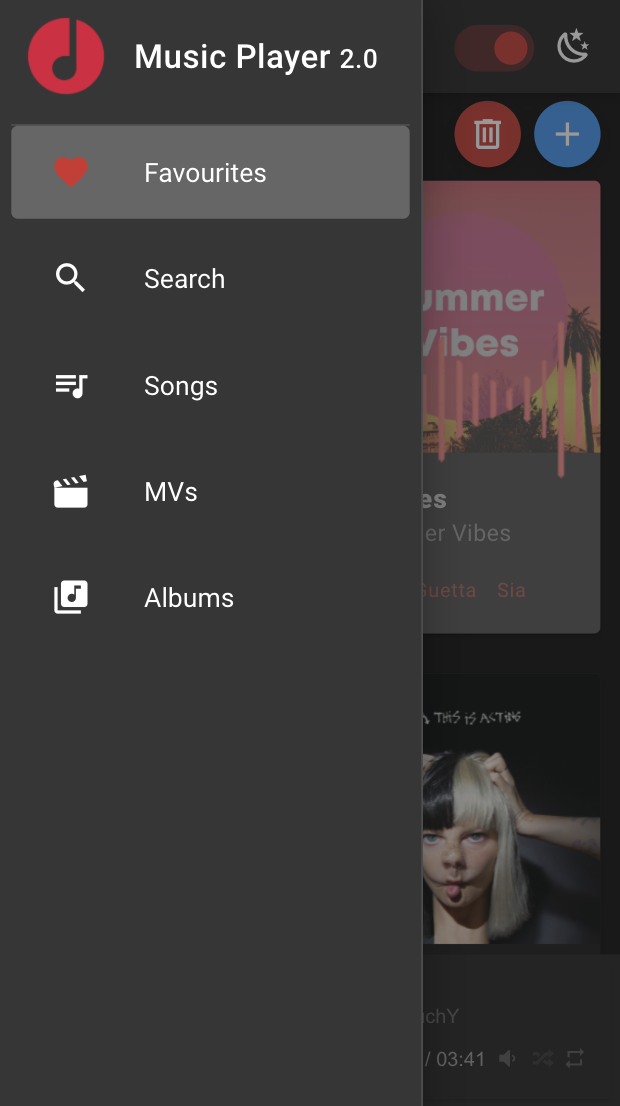 Music Player 2.0
Favourites
Search
ummer
Vibes
Songs
MVs
es
er Vibes
Guetta Sia
Albums
THIS IS ACTING
chY
/ 03:41